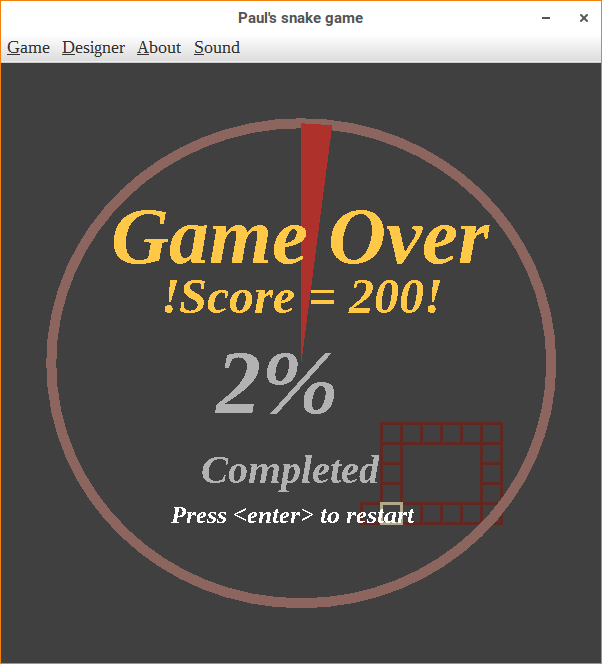 Paul's snake game
Game Designer About Sound
Game Over
!Score = 200!
2%
Completed
Press <enter> to restart